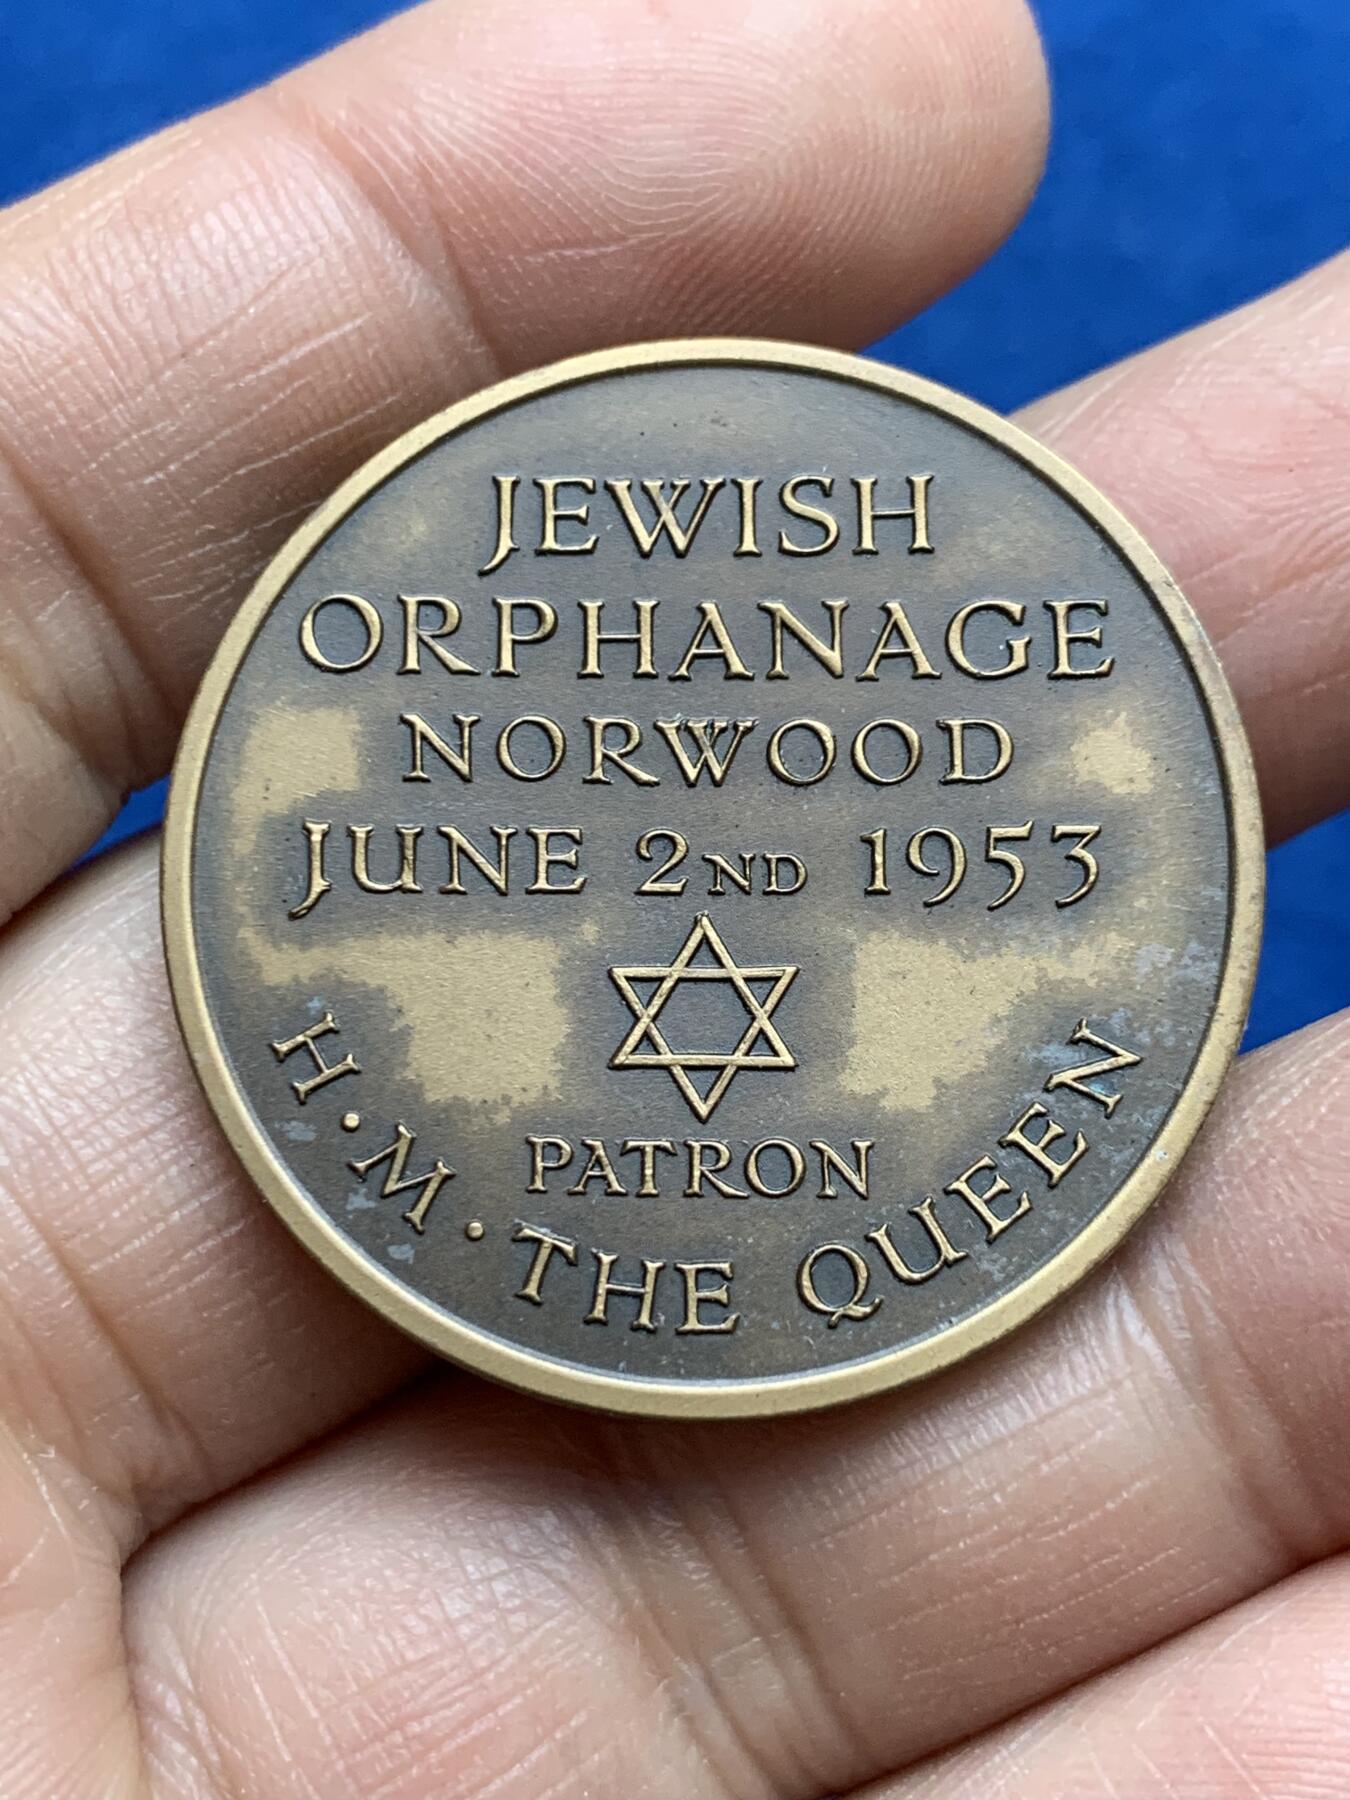 JEWISH
ORPHANAGE
NORWOOD
JUNE 2ND 1953
PATRON
H·M·THE QUEEN